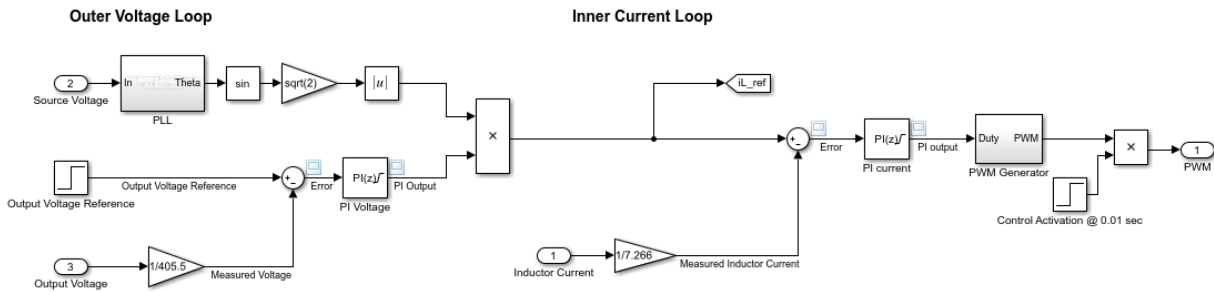 Outer Voltage Loop
Inner Current Loop
2
Source Voltage
In
Theta
PLL
sin
sqrt(2)
|u|
×
iL_ref
Output Voltage Reference
Output Voltage Reference
+
-
Error
PI(z)
PI Voltage
PI Output
3
Output Voltage
1/405.5
Measured Voltage
1
Inductor Current
1/7.266
Measured Inductor Current
+
-
Error
PI(z)
PI current
PI output
Duty
PWM
PWM Generator
Control Activation @ 0.01 sec
×
1
PWM